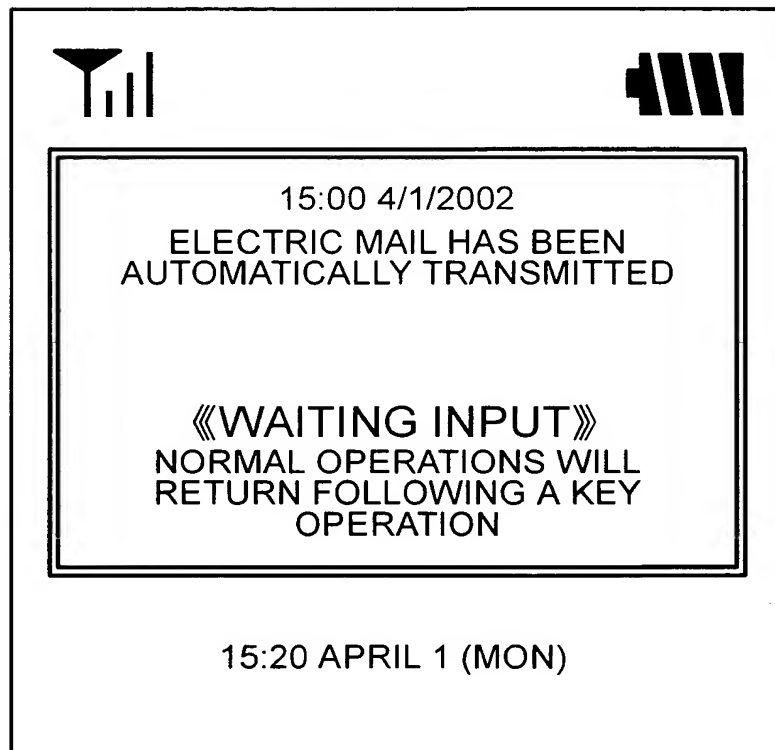 15:00 4/1/2002
ELECTRIC MAIL HAS BEEN
AUTOMATICALLY TRANSMITTED
《WAITING INPUT》
NORMAL OPERATIONS WILL
RETURN FOLLOWING A KEY
OPERATION
15:20 APRIL 1 (MON)